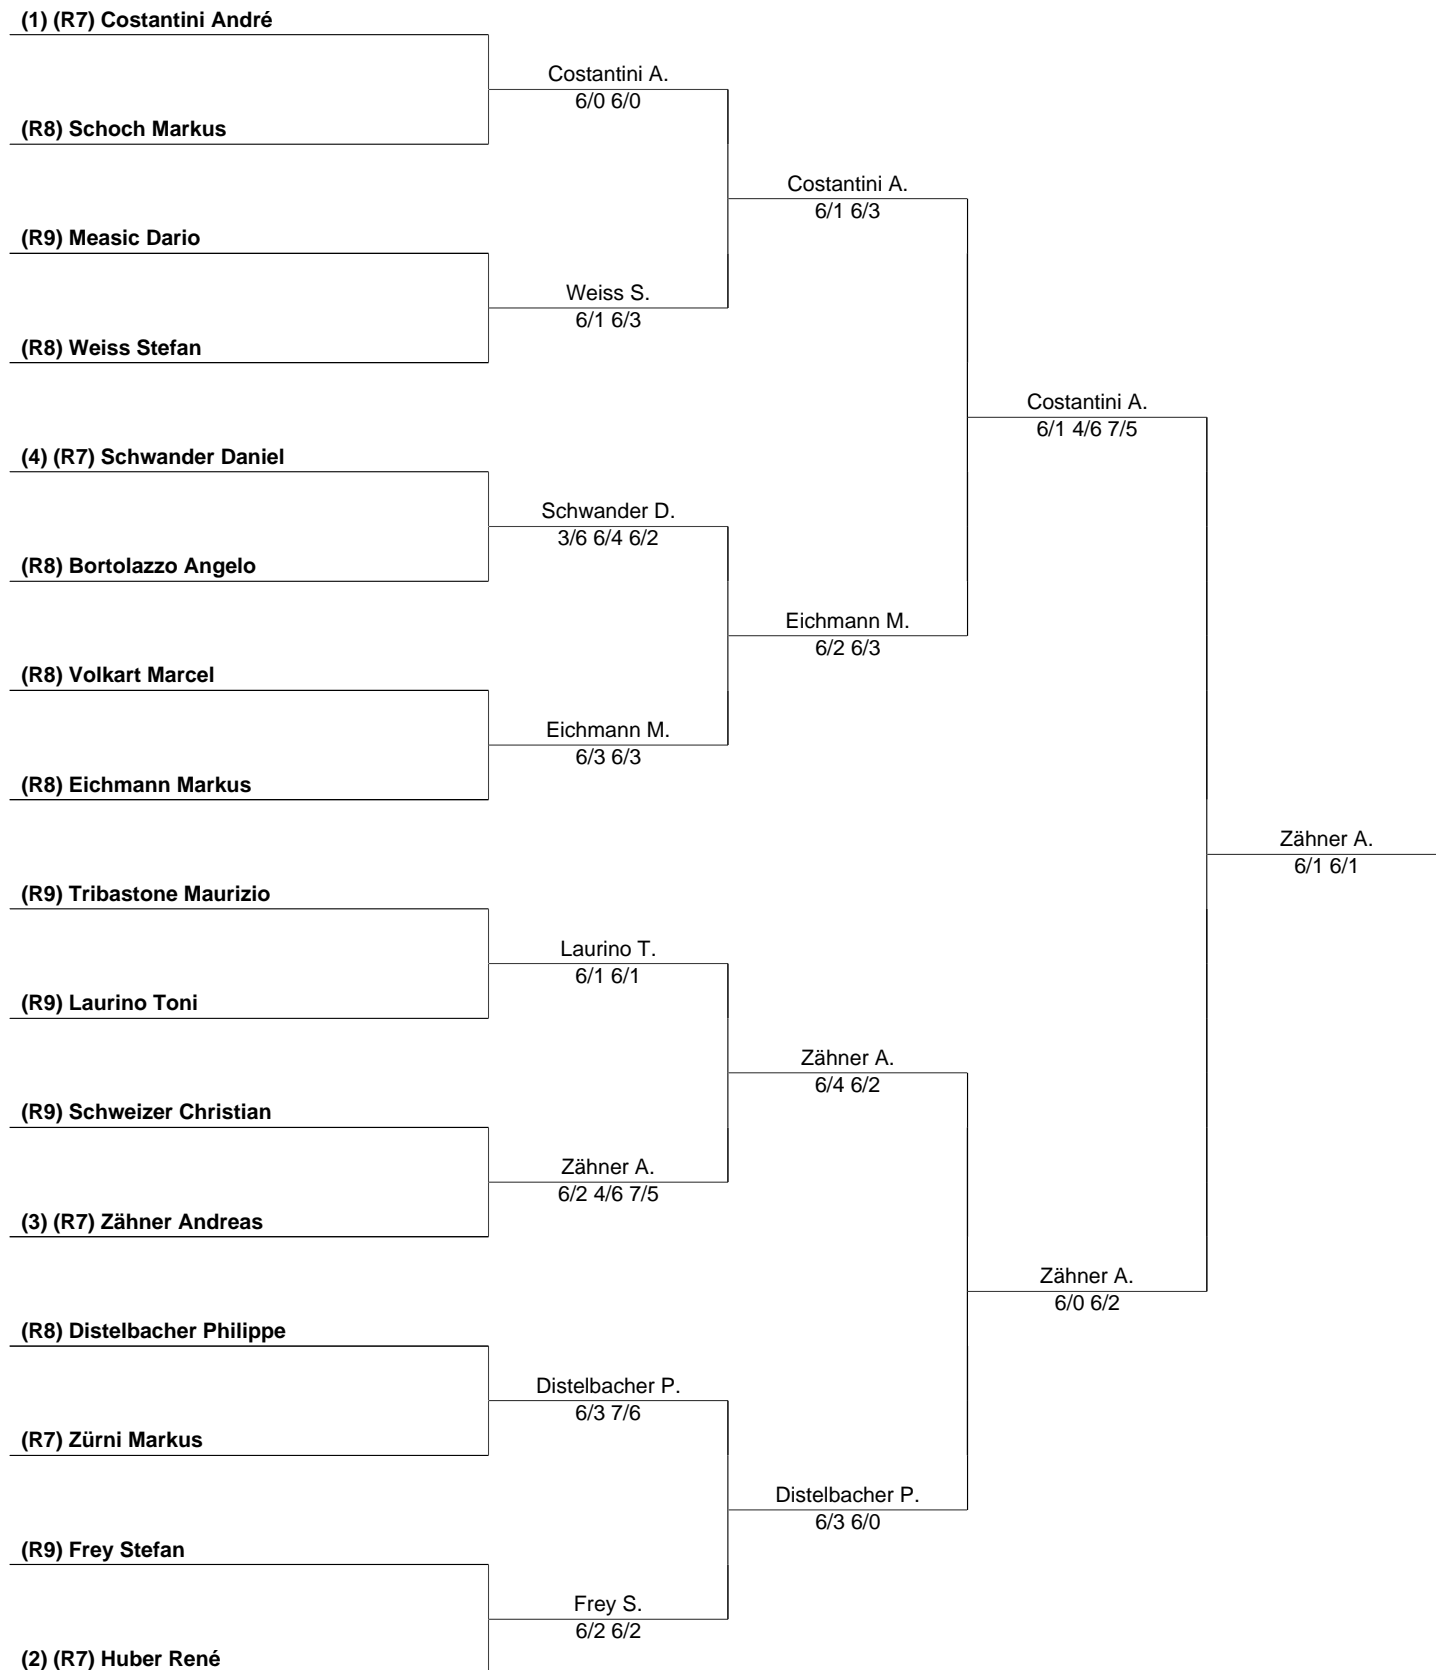 (1) (R7) Costantini André
Costantini A.
6/0 6/0
(R8) Schoch Markus
Costantini A.
6/1 6/3
(R9) Measic Dario
Weiss S.
6/1 6/3
(R8) Weiss Stefan
Costantini A.
6/1 4/6 7/5
(4) (R7) Schwander Daniel
Schwander D.
3/6 6/4 6/2
(R8) Bortolazzo Angelo
Eichmann M.
6/2 6/3
(R8) Volkart Marcel
Eichmann M.
6/3 6/3
(R8) Eichmann Markus
Zähner A.
6/1 6/1
(R9) Tribastone Maurizio
Laurino T.
6/1 6/1
(R9) Laurino Toni
Zähner A.
6/4 6/2
(R9) Schweizer Christian
Zähner A.
6/2 4/6 7/5
(3) (R7) Zähner Andreas
Zähner A.
6/0 6/2
(R8) Distelbacher Philippe
Distelbacher P.
6/3 7/6
(R7) Zürni Markus
Distelbacher P.
6/3 6/0
(R9) Frey Stefan
Frey S.
6/2 6/2
(2) (R7) Huber René